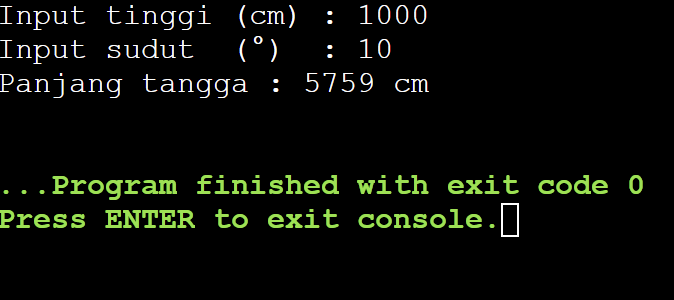 Input tinggi (cm) : 1000
Input sudut  (°)  : 10
Panjang tangga : 5759 cm
...Program finished with exit code 0
Press ENTER to exit console.